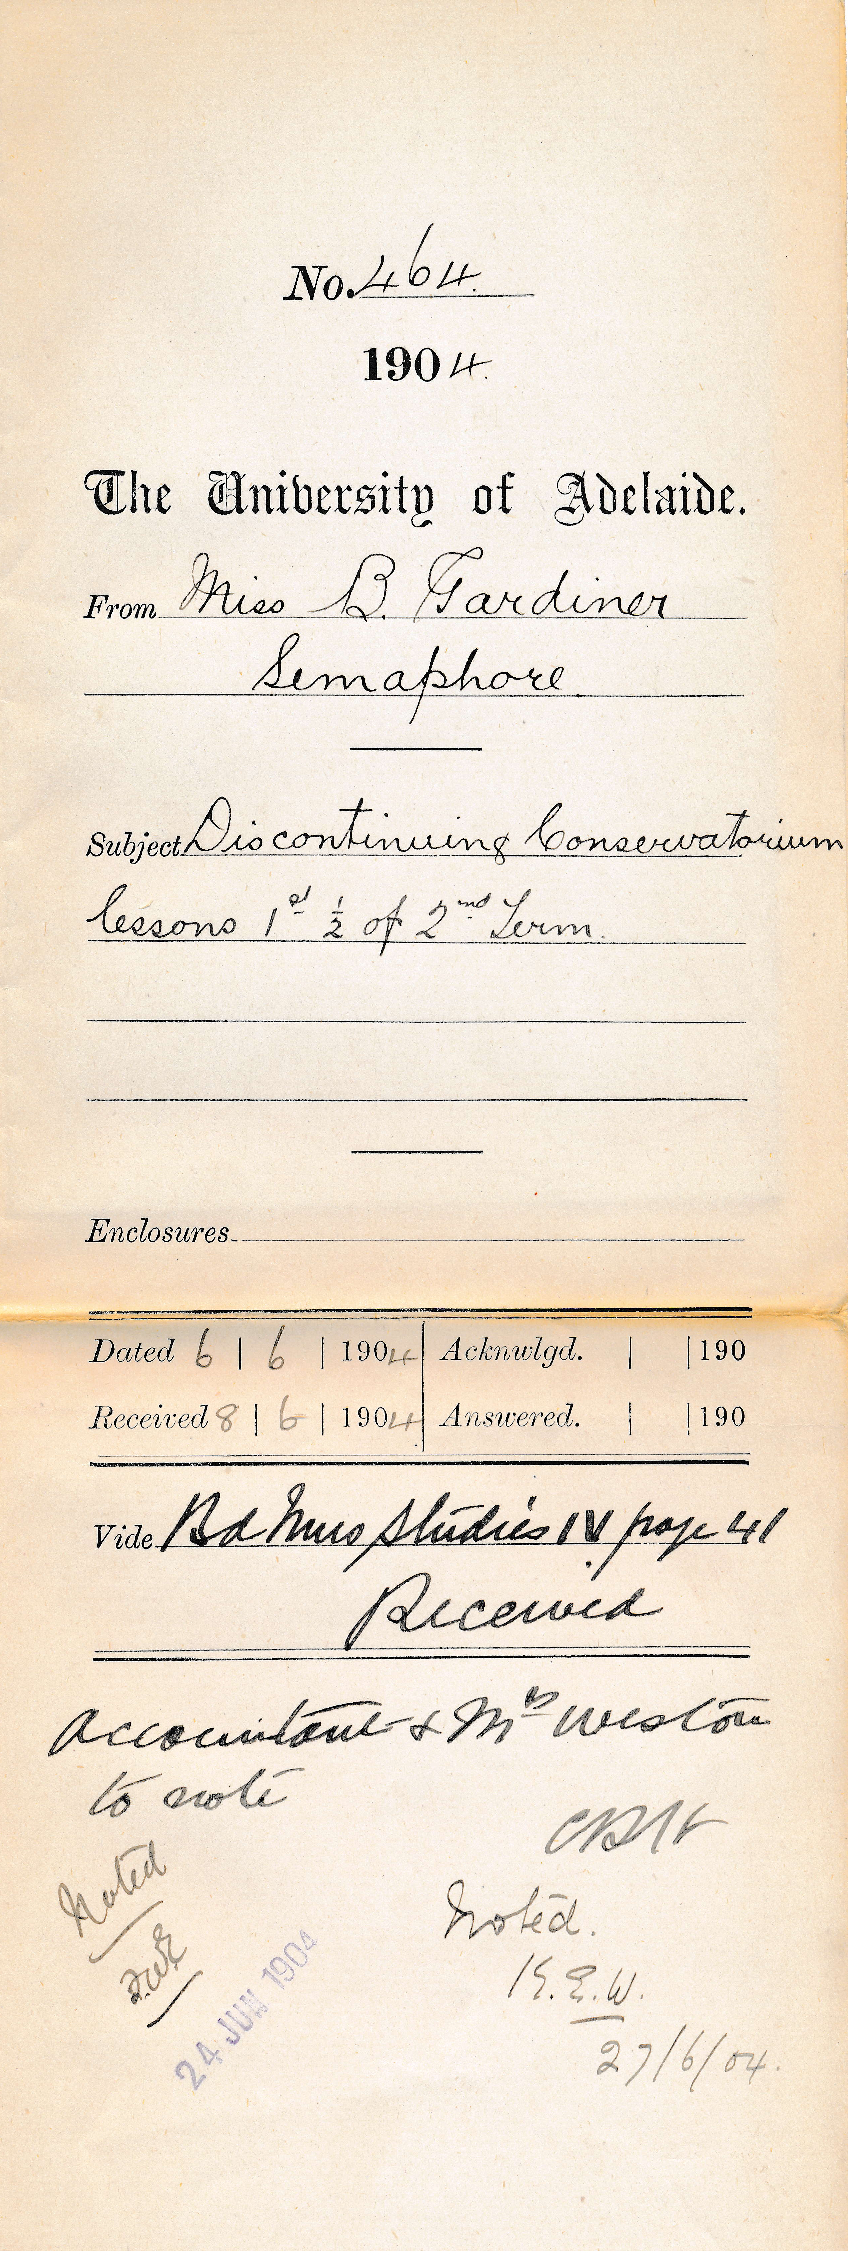 No. 464.
1904.
The University of Adelaide.
From Miss B. Gardiner
Semaphore
Subject Discontinuing Conservatorium
lessons 1st ½ of 2nd Term.
Enclosures
Dated 6 | 6 | 1904 Acknwlgd. | | 190
Received 8 | 6 | 1904 Answered. | | 190
Vide Bd Mus Studies IV page 41
Received
Accountant & Mrs Weston
to note
CRH
Noted
Noted.
K.E.W.
24 JUN 1904
27/6/04.